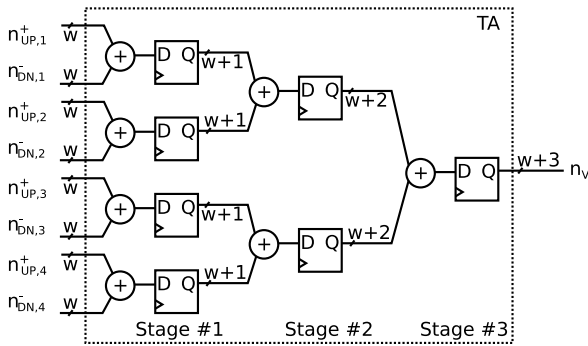 TA
n+UP,1
w
n-DN,1
w
D Q
w+1
n+UP,2
w
n-DN,2
w
D Q
w+1
n+UP,3
w
n-DN,3
w
D Q
w+1
n+UP,4
w
n-DN,4
w
D Q
w+1
+
+
+
+
+
D Q
w+2
+
D Q
w+2
+
D Q
w+3
Stage #1
Stage #2
Stage #3